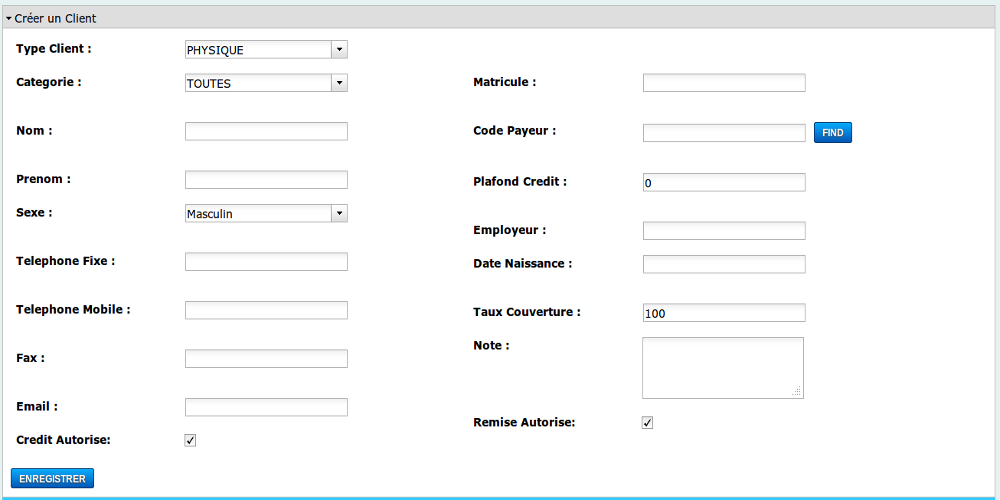 Créer un Client
Type Client : PHYSIQUE
Categorie : TOUTES
Matricule :
Nom :
Code Payeur : FIND
Prenom :
Plafond Credit : 0
Sexe : Masculin
Employeur :
Telephone Fixe :
Date Naissance :
Telephone Mobile :
Taux Couverture : 100
Fax :
Note :
Email :
Remise Autorise:
Credit Autorise:
ENREGISTRER